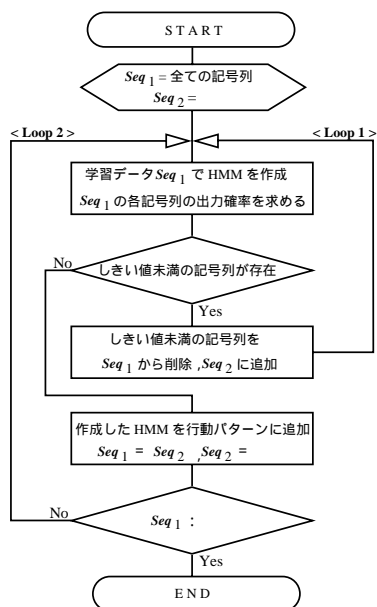 START
Seq 1 = 全ての記号列
Seq 2 =
< Loop 2 >
< Loop 1 >
学習データSeq 1 で HMM を作成
Seq 1 の各記号列の出力確率を求める
No
しきい値未満の記号列が存在
Yes
しきい値未満の記号列を
Seq 1 から削除 ,Seq 2 に追加
作成した HMM を行動パターンに追加
Seq 1 = Seq 2 ,Seq 2 =
No
Seq 1 :
Yes
END